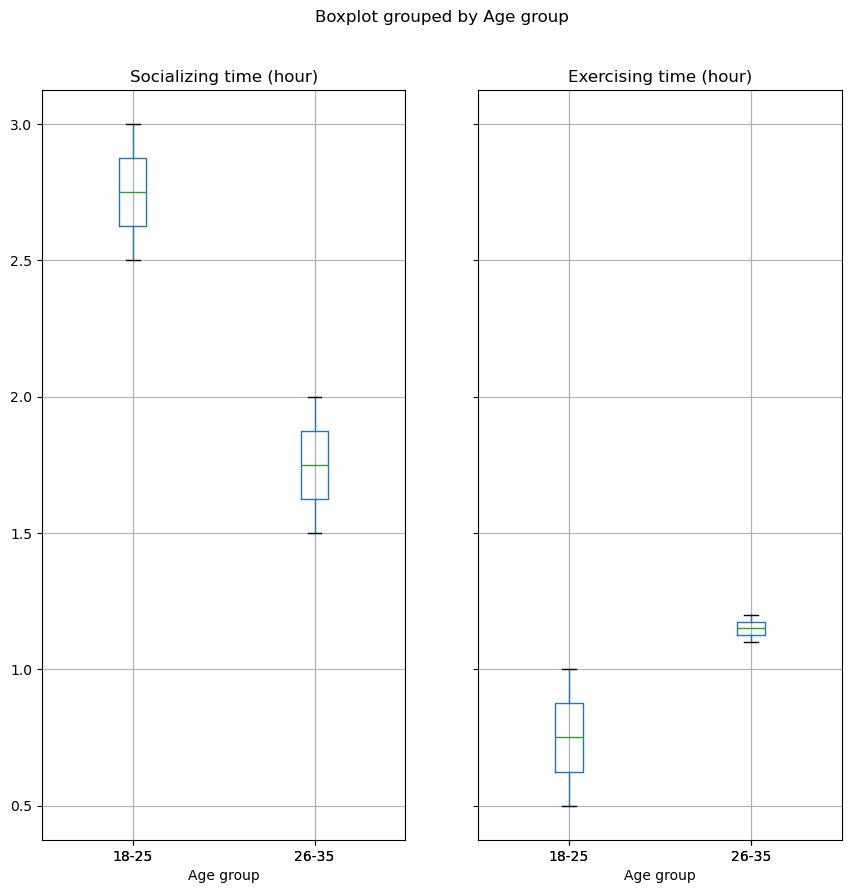 Boxplot grouped by Age group
Socializing time (hour)
Exercising time (hour)
3.0
2.5
2.0
1.5
1.0
0.5
18-25
26-35
18-25
26-35
Age group
Age group